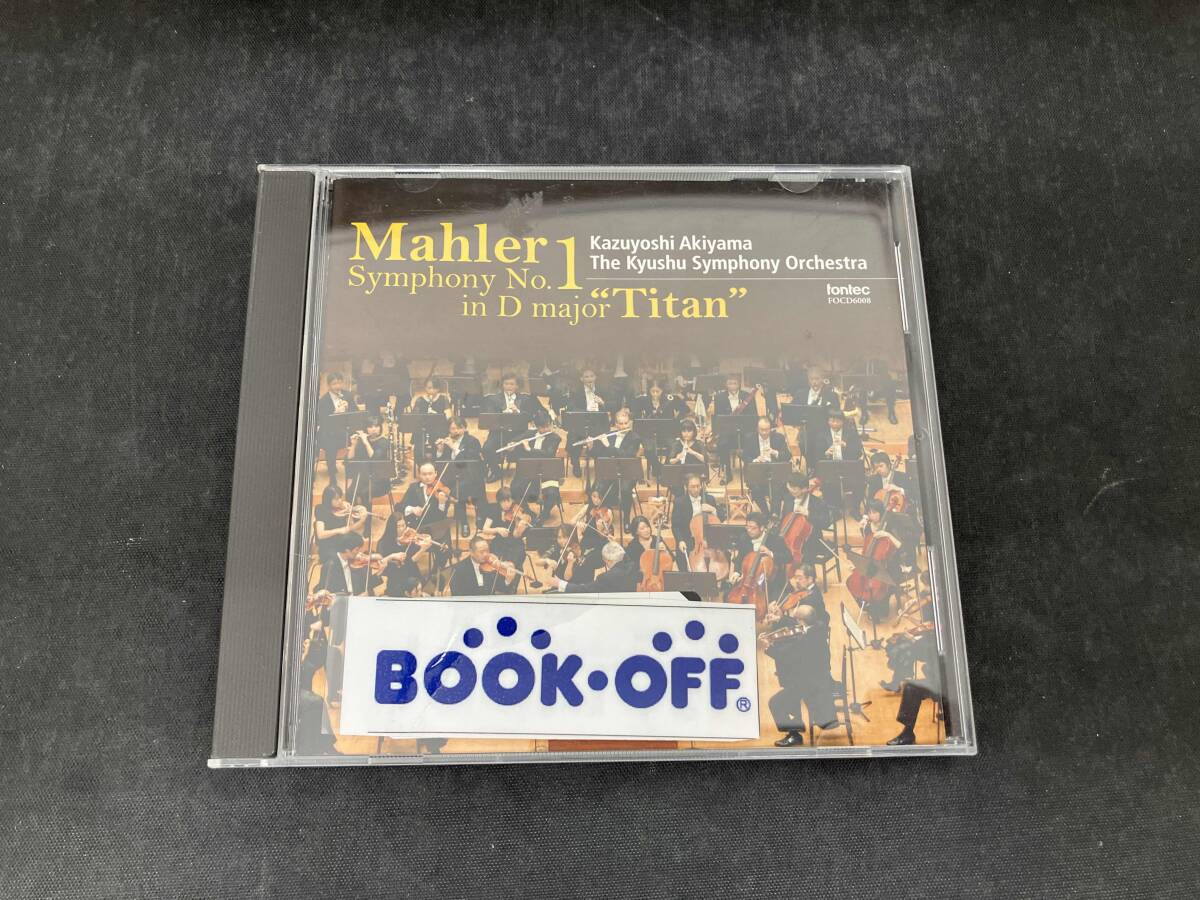 Mahler
Symphony No. 1
in D major "Titan"
Kazuyoshi Akiyama
The Kyushu Symphony Orchestra
fontec
FOCD6008
BOOK•OFF®